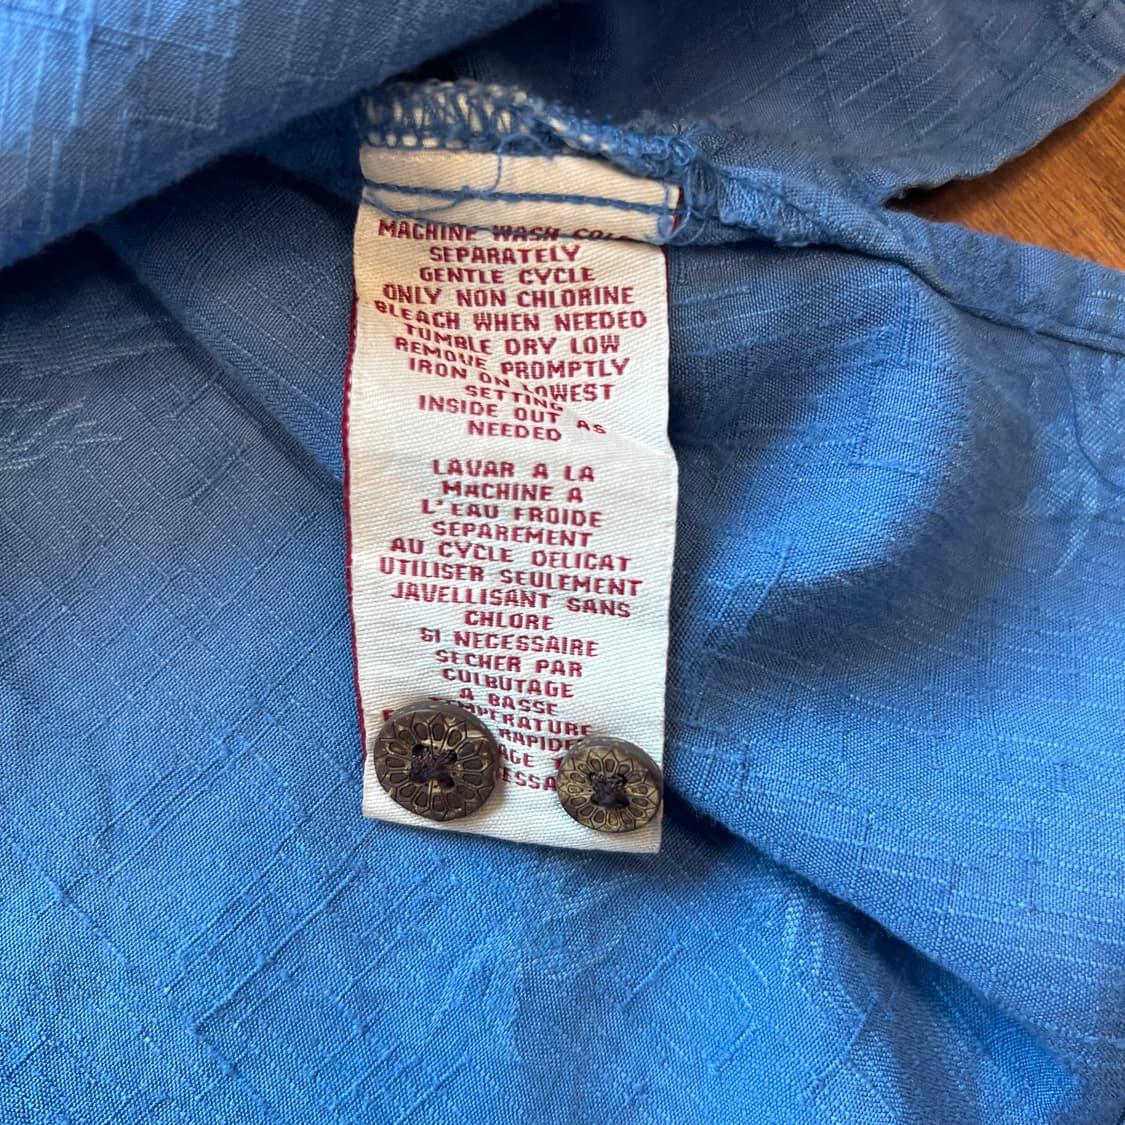 MACHINE WASH COLD
SEPARATELY
GENTLE CYCLE
ONLY NON CHLORINE
BLEACH WHEN NEEDED
TUMBLE DRY LOW
REMOVE PROMPTLY
IRON ON LOWEST
SETTING
INSIDE OUT AS
NEEDED
LAVAR A LA
MACHINE A
L'EAU FROIDE
SEPAREMENT
AU CYCLE DELICAT
UTILISER SEULEMENT
JAVELLISANT SANS
CHLORE
SI NECESSAIRE
SECHER PAR
CULBUTAGE
A BASSE
TEMPERATURE
RAPIDE